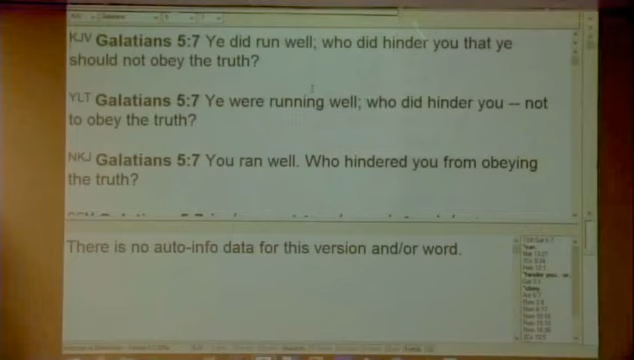 KJV Galatians 5:7 Ye did run well; who did hinder you that ye
should not obey the truth?
YLT Galatians 5:7 Ye were running well; who did hinder you -- not
to obey the truth?
NKJ Galatians 5:7 You ran well. Who hindered you from obeying
the truth?
There is no auto-info data for this version and/or word.